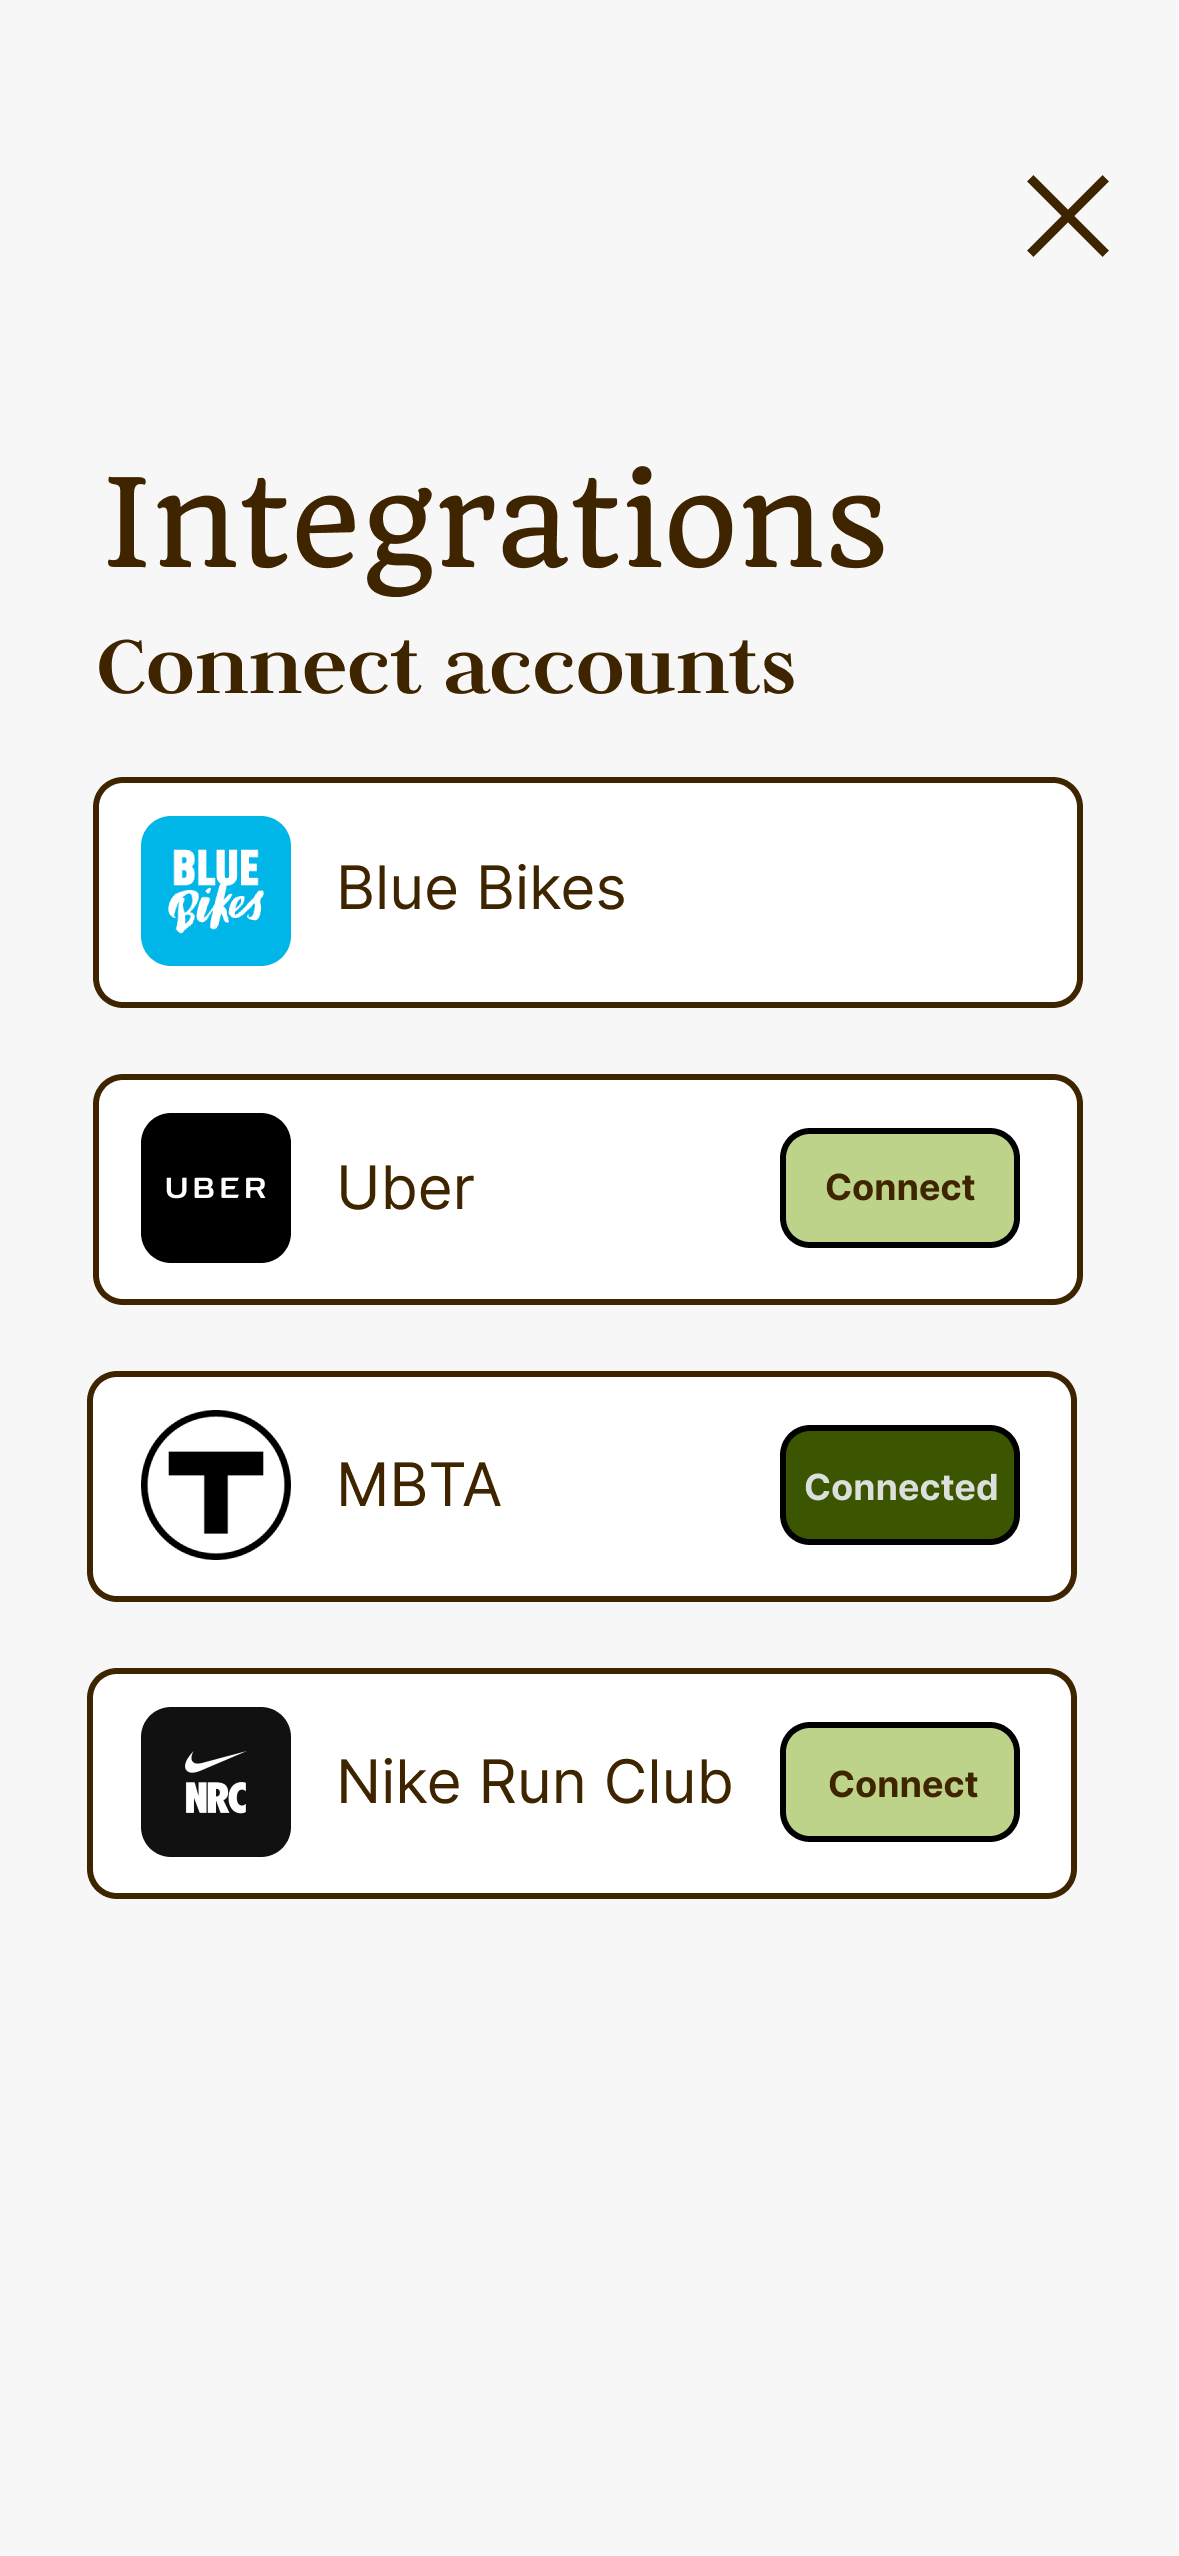 Integrations
Connect accounts
BLUE
Bikes
Blue Bikes
UBER
Uber
Connect
T
MBTA
Connected
NRC
Nike Run Club
Connect